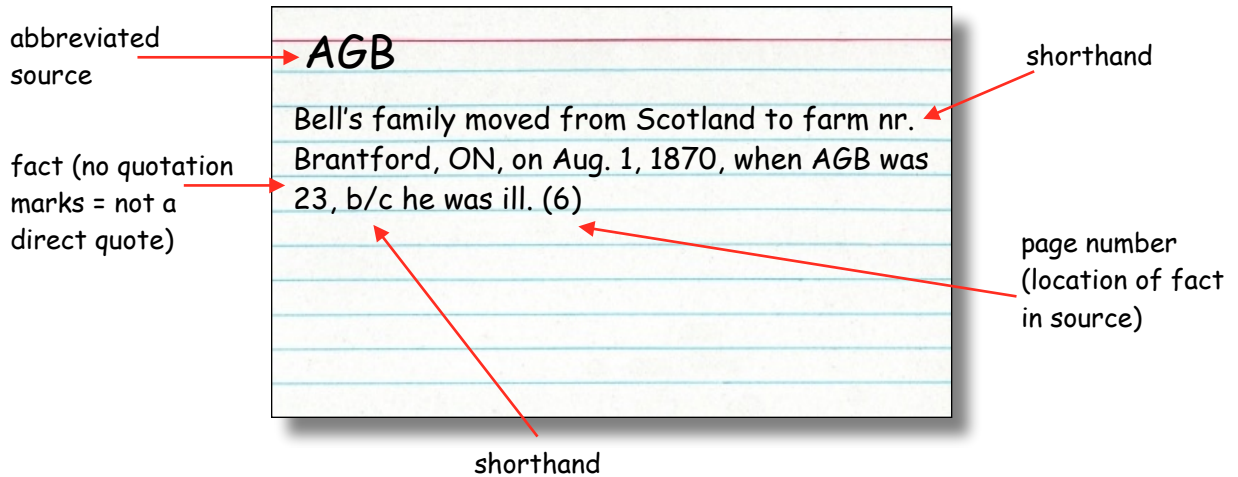 abbreviated
source
AGB
shorthand
Bell's family moved from Scotland to farm nr.
Brantford, ON, on Aug. 1, 1870, when AGB was
23, b/c he was ill. (6)
fact (no quotation
marks = not a
direct quote)
page number
(location of fact
in source)
shorthand